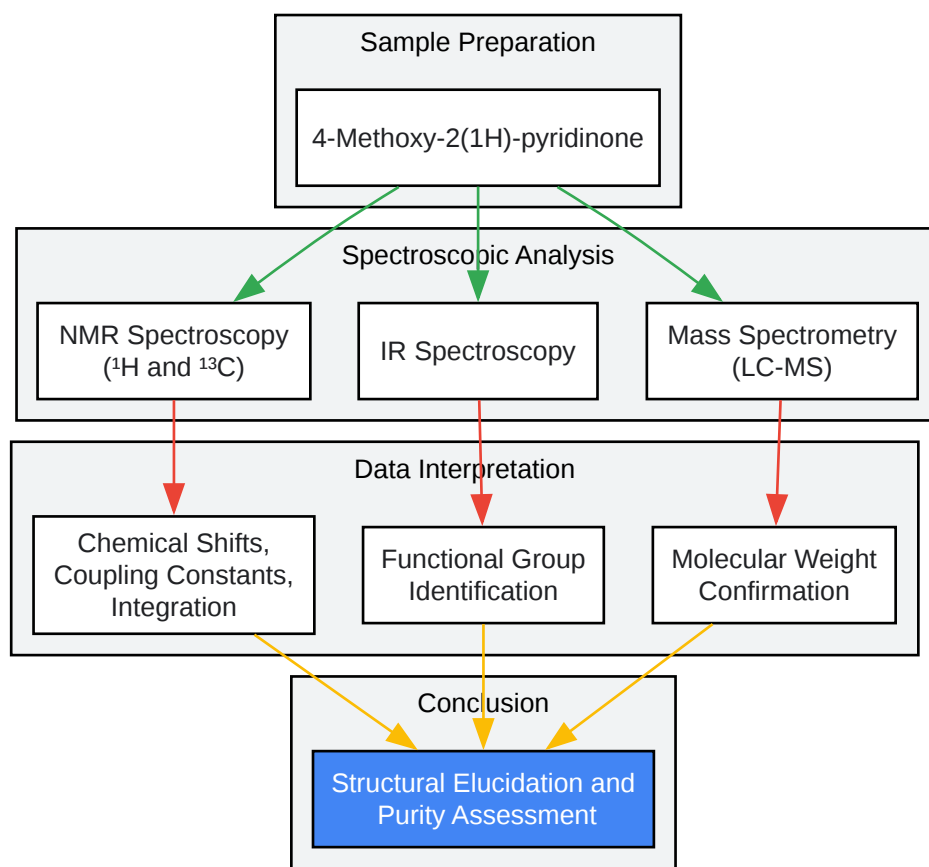 Sample Preparation
4-Methoxy-2(1H)-pyridinone
Spectroscopic Analysis
NMR Spectroscopy
(¹H and ¹³C)
IR Spectroscopy
Mass Spectrometry
(LC-MS)
Data Interpretation
Chemical Shifts,
Coupling Constants,
Integration
Functional Group
Identification
Molecular Weight
Confirmation
Conclusion
Structural Elucidation and
Purity Assessment